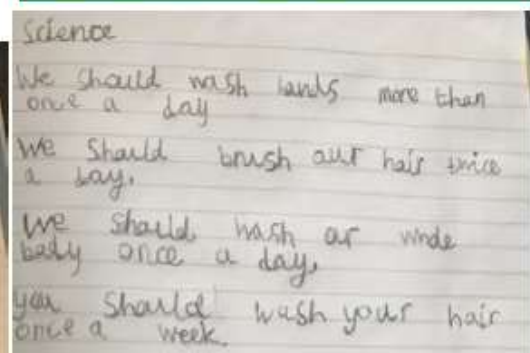 Science
We should wash hands more than
once a day
We should brush our hair twice
a day.
We should wash ar whole
body once a day.
you should wash your hair
once a week.